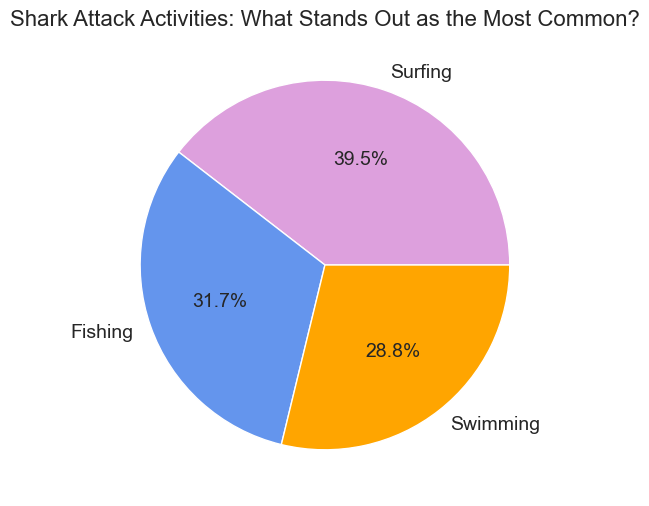 Shark Attack Activities: What Stands Out as the Most Common?
Surfing
39.5%
31.7%
Fishing
28.8%
Swimming